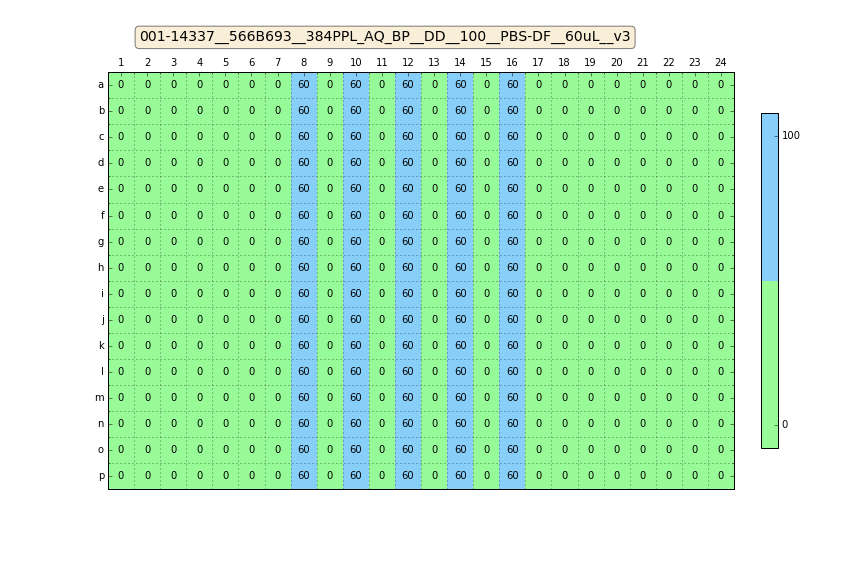 001-14337__566B693__384PPL_AQ_BP__DD__100__PBS-DF__60uL__v3
1 2 3 4 5 6 7 8 9 10 11 12 13 14 15 16 17 18 19 20 21 22 23 24
a 0 0 0 0 0 0 0 60 0 60 0 60 0 60 0 60 0 0 0 0 0 0 0 0
b 0 0 0 0 0 0 0 60 0 60 0 60 0 60 0 60 0 0 0 0 0 0 0 0
c 0 0 0 0 0 0 0 60 0 60 0 60 0 60 0 60 0 0 0 0 0 0 0 0
d 0 0 0 0 0 0 0 60 0 60 0 60 0 60 0 60 0 0 0 0 0 0 0 0
e 0 0 0 0 0 0 0 60 0 60 0 60 0 60 0 60 0 0 0 0 0 0 0 0
f 0 0 0 0 0 0 0 60 0 60 0 60 0 60 0 60 0 0 0 0 0 0 0 0
g 0 0 0 0 0 0 0 60 0 60 0 60 0 60 0 60 0 0 0 0 0 0 0 0
h 0 0 0 0 0 0 0 60 0 60 0 60 0 60 0 60 0 0 0 0 0 0 0 0
i 0 0 0 0 0 0 0 60 0 60 0 60 0 60 0 60 0 0 0 0 0 0 0 0
j 0 0 0 0 0 0 0 60 0 60 0 60 0 60 0 60 0 0 0 0 0 0 0 0
k 0 0 0 0 0 0 0 60 0 60 0 60 0 60 0 60 0 0 0 0 0 0 0 0
l 0 0 0 0 0 0 0 60 0 60 0 60 0 60 0 60 0 0 0 0 0 0 0 0
m 0 0 0 0 0 0 0 60 0 60 0 60 0 60 0 60 0 0 0 0 0 0 0 0
n 0 0 0 0 0 0 0 60 0 60 0 60 0 60 0 60 0 0 0 0 0 0 0 0
o 0 0 0 0 0 0 0 60 0 60 0 60 0 60 0 60 0 0 0 0 0 0 0 0
p 0 0 0 0 0 0 0 60 0 60 0 60 0 60 0 60 0 0 0 0 0 0 0 0
100
0